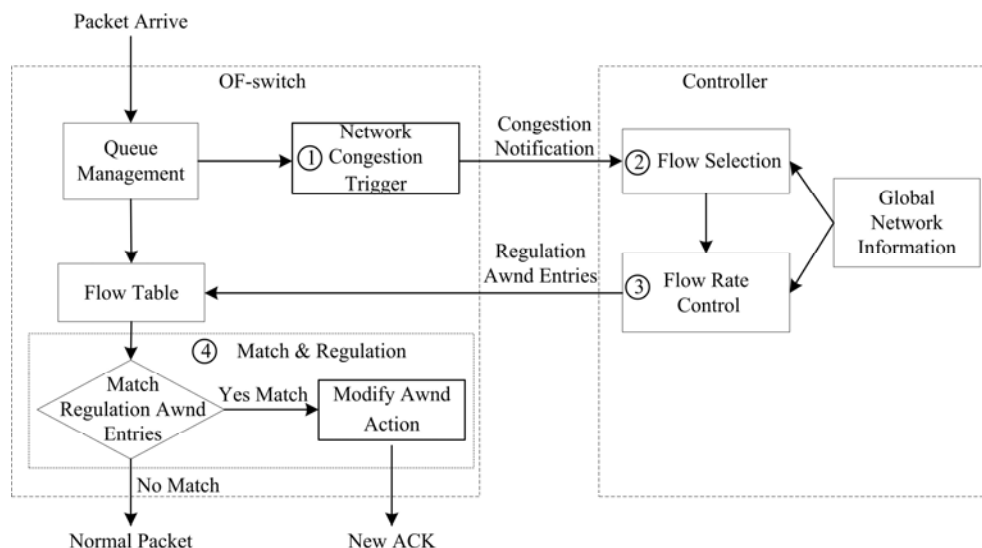 Packet Arrive
OF-switch
Controller
Queue
Management
①
Network
Congestion
Trigger
Congestion
Notification
②
Flow Selection
Global
Network
Information
Regulation
Awnd Entries
Flow Table
③
Flow Rate
Control
④
Match & Regulation
Match
Regulation Awnd
Entries
Yes Match
Modify Awnd
Action
No Match
Normal Packet
New ACK